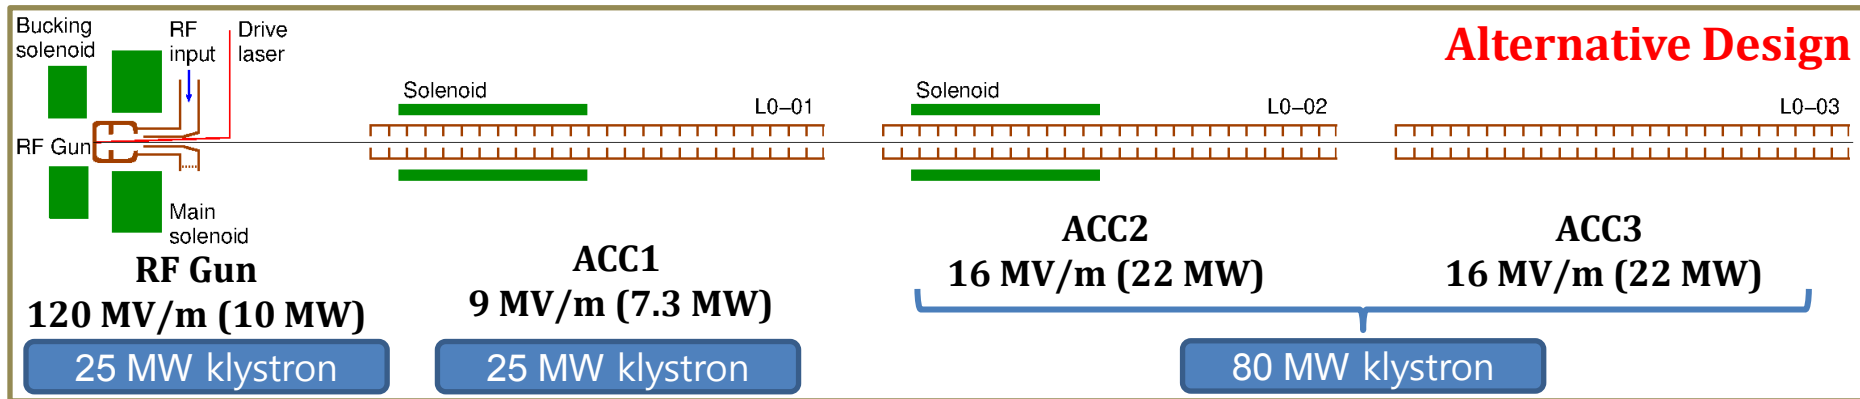 Alternative Design
Bucking
solenoid
RF
input
Drive
laser
RF Gun
Main
solenoid
Solenoid
L0–01
Solenoid
L0–02
L0–03
RF Gun
120 MV/m (10 MW)
ACC1
9 MV/m (7.3 MW)
ACC2
16 MV/m (22 MW)
ACC3
16 MV/m (22 MW)
25 MW klystron
25 MW klystron
80 MW klystron